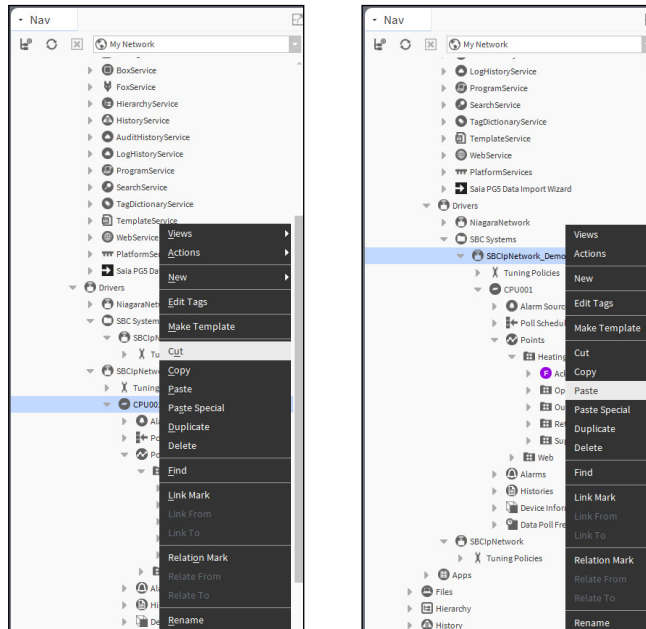 Nav
My Network
BoxService
FoxService
HierarchyService
HistoryService
AuditHistoryService
LogHistoryService
ProgramService
SearchService
TagDictionaryService
TemplateService
WebService
PlatformSe
Saia PG5 Da
Drivers
NiagaraNet
SBC System
SBCIpN
Tu
SBCIpNetw
Tuning
CPU00
Al
Po
Po
Al
Hi
De
Views
Actions
New
Edit Tags
Make Template
Cut
Copy
Paste
Paste Special
Duplicate
Delete
Find
Link Mark
Link From
Link To
Relation Mark
Relate From
Relate To
Rename
Nav
My Network
LogHistoryService
ProgramService
SearchService
TagDictionaryService
TemplateService
WebService
PlatformServices
Saia PG5 Data Import Wizard
Drivers
NiagaraNetwork
SBC Systems
SBCIpNetwork_Demo
Tuning Policies
CPU001
Alarm Sourc
Poll Schedul
Points
Heating
Ack
Op
Ou
Ret
Sup
Web
Alarms
Histories
Device Infor
Data Poll Fre
SBCIpNetwork
Tuning Policies
Apps
Files
Hierarchy
History
Views
Actions
New
Edit Tags
Make Template
Cut
Copy
Paste
Paste Special
Duplicate
Delete
Find
Link Mark
Link From
Link To
Relation Mark
Relate From
Relate To
Rename